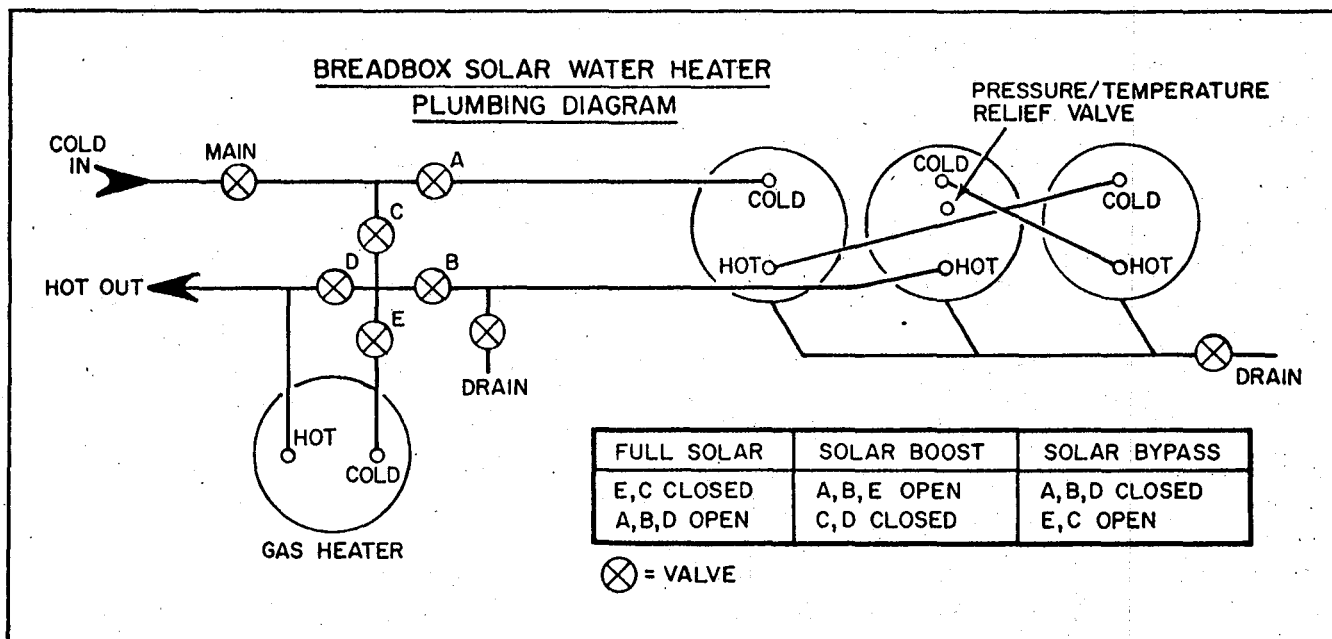 BREADBOX SOLAR WATER HEATER
PLUMBING DIAGRAM
PRESSURE/TEMPERATURE
RELIEF VALVE
COLD
IN
MAIN
A
COLD
COLD
COLD
C
HOT OUT
D
B
HOT
HOT
HOT
E
DRAIN
DRAIN
HOT
COLD
GAS HEATER
FULL SOLAR SOLAR BOOST SOLAR BYPASS
E,C CLOSED A,B,E OPEN A,B,D CLOSED
A,B,D OPEN C,D CLOSED E,C OPEN
= VALVE